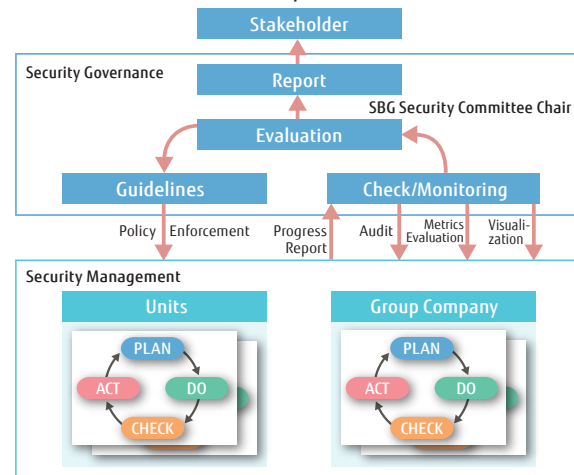 Stakeholder
Security Governance
Report
SBG Security Committee Chair
Evaluation
Guidelines
Check/Monitoring
Policy
Enforcement
Progress
Report
Audit
Metrics
Evaluation
Visuali-
zation
Security Management
Units
Group Company
PLAN
ACT
DO
CHECK
PLAN
ACT
DO
CHECK